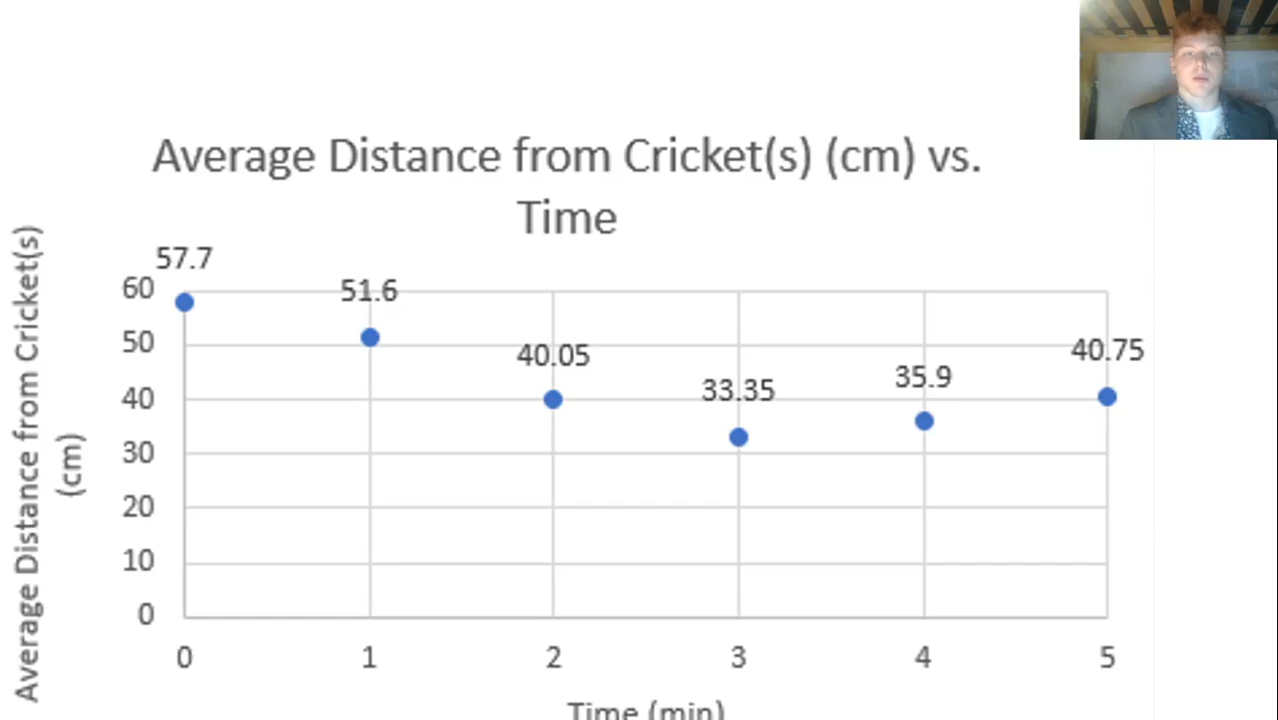 Average Distance from Cricket(s) (cm) vs.
Time
Average Distance from Cricket(s)
(cm)
57.7
51.6
40.05
33.35
35.9
40.75
60
50
40
30
20
10
0
0 1 2 3 4 5
Time (min)